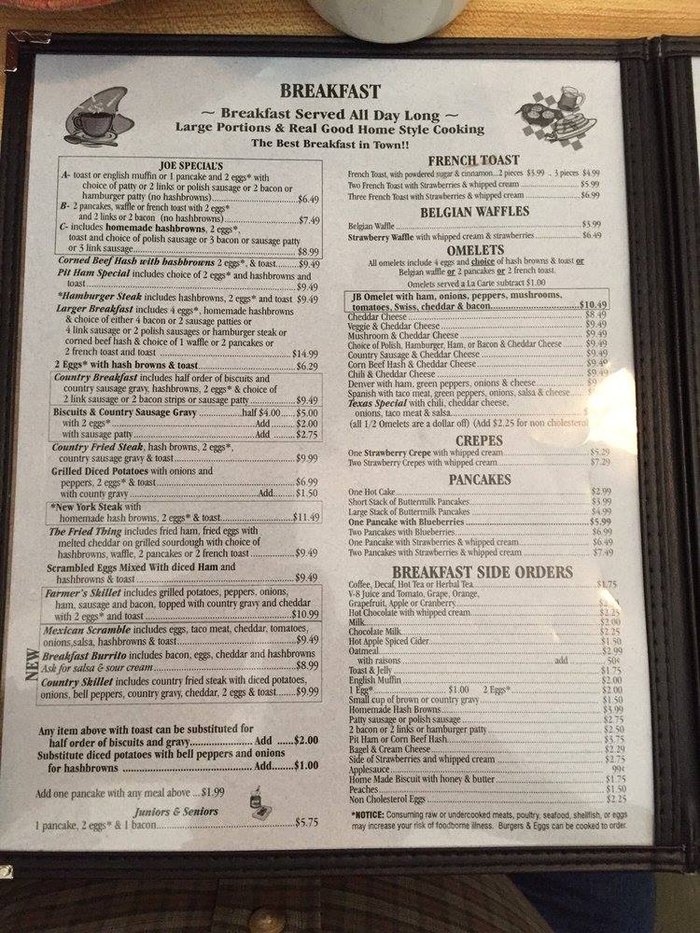 BREAKFAST
~ Breakfast Served All Day Long ~
Large Portions & Real Good Home Style Cooking
The Best Breakfast in Town!!
JOE SPECIAL'S
A- toast or english muffin or 1 pancake and 2 eggs* with
choice of patty or 2 links or polish sausage or 2 bacon or
hamburger patty (no hashbrowns) $6.49
B- 2 pancakes, waffle or french toast with 2 eggs*
and 2 links or 2 bacon (no hashbrowns) $7.49
C- includes homemade hashbrowns, 2 eggs*,
toast and choice of polish sausage or 3 bacon or sausage patty
or 3 link sausage $8.99
Corned Beef Hash with hashbrowns 2 eggs*, & toast $9.49
Pit Ham Special includes choice of 2 eggs* and hashbrowns and
toast $9.49
*Hamburger Steak includes hashbrowns, 2 eggs* and toast $9.49
Larger Breakfast includes 4 eggs*, homemade hashbrowns
& choice of either 4 bacon or 2 sausage patties or
4 link sausage or 2 polish sausages or hamburger steak or
corned beef hash & choice of 1 waffle or 2 pancakes or
2 french toast and toast $14.99
2 Eggs* with hash browns & toast $6.29
Country Breakfast includes half order of biscuits and
country sausage gravy, hashbrowns, 2 eggs* & choice of
2 link sausage or 2 bacon strips or sausage patty $9.49
Biscuits & Country Sausage Gravy half $4.00 $5.00
with 2 eggs* Add $2.00
with sausage patty Add $2.75
Country Fried Steak, hash browns, 2 eggs*,
country sausage gravy & toast $9.99
Grilled Diced Potatoes with onions and
peppers, 2 eggs* & toast $6.99
with county gravy Add $1.50
*New York Steak with
homemade hash browns, 2 eggs* & toast $11.49
The Fried Thing includes fried ham, fried eggs with
melted cheddar on grilled sourdough with choice of
hashbrowns, waffle, 2 pancakes or 2 french toast $9.49
Scrambled Eggs Mixed With diced Ham and
hashbrowns & toast $9.49
Farmer's Skillet includes grilled potatoes, peppers, onions,
ham, sausage and bacon, topped with country gravy and cheddar
with 2 eggs* and toast $10.99
Mexican Scramble includes eggs, taco meat, cheddar, tomatoes,
onions,salsa, hashbrowns & toast $9.49
NEW
Breakfast Burrito includes bacon, eggs, cheddar and hashbrowns
Ask for salsa & sour cream $8.99
Country Skillet includes country fried steak with diced potatoes,
onions, bell peppers, country gravy, cheddar, 2 eggs & toast $9.99
Any item above with toast can be substituted for
half order of biscuits and gravy Add $2.00
Substitute diced potatoes with bell peppers and onions
for hashbrowns Add $1.00
Add one pancake with any meal above ...$1.99
Juniors & Seniors
1 pancake, 2 eggs* & 1 bacon $5.75
FRENCH TOAST
French Toast, with powdered sugar & cinnamon...2 pieces $3.99 .. 3 pieces $4.99
Two French Toast with Strawberries & whipped cream $5.99
Three French Toast with Strawberries & whipped cream $6.99
BELGIAN WAFFLES
Belgian Waffle $3.99
Strawberry Waffle with whipped cream & strawberries $6.49
OMELETS
All omelets include 4 eggs and choice of hash browns & toast or
Belgian waffle or 2 pancakes or 2 french toast.
Omelets served a La Carte subtract $1.00
JB Omelet with ham, onions, peppers, mushrooms,
tomatoes, Swiss, cheddar & bacon $10.49
Cheddar Cheese $8.49
Veggie & Cheddar Cheese $9.49
Mushroom & Cheddar Cheese $9.49
Choice of Polish, Hamburger, Ham, or Bacon & Cheddar Cheese $9.49
Country Sausage & Cheddar Cheese $9.49
Corn Beef Hash & Cheddar Cheese $9.49
Chili & Cheddar Cheese $9.49
Denver with ham, green peppers, onions & cheese
Spanish with taco meat, green peppers, onions, salsa & cheese
Texas Special with chili, cheddar cheese,
onions, taco meat & salsa
(all 1/2 Omelets are a dollar off) (Add $2.25 for non cholesterol
CREPES
One Strawberry Crepe with whipped cream $5.29
Two Strawberry Crepes with whipped cream $7.29
PANCAKES
One Hot Cake $2.99
Short Stack of Buttermilk Pancakes $3.99
Large Stack of Buttermilk Pancakes $4.99
One Pancake with Blueberries $5.99
Two Pancakes with Blueberries $6.99
One Pancake with Strawberries & whipped cream $6.49
Two Pancakes with Strawberries & whipped cream $7.49
BREAKFAST SIDE ORDERS
Coffee, Decaf, Hot Tea or Herbal Tea $1.75
V-8 Juice and Tomato, Grape, Orange,
Grapefruit, Apple or Cranberry
Hot Chocolate with whipped cream $2.25
Milk $2.00
Chocolate Milk $2.25
Hot Apple Spiced Cider $1.50
Oatmeal $2.99
with raisons add 50¢
Toast & Jelly $1.75
English Muffin $2.00
1 Egg* $1.00 2 Eggs* $2.00
Small cup of brown or country gravy $1.50
Homemade Hash Browns $3.99
Patty sausage or polish sausage $2.75
2 bacon or 2 links or hamburger patty $2.50
Pit Ham or Corn Beef Hash $3.75
Bagel & Cream Cheese $2.29
Side of Strawberries and whipped cream $2.75
Applesauce 99¢
Home Made Biscuit with honey & butter $1.75
Peaches $1.50
Non Cholesterol Eggs $2.25
*NOTICE: Consuming raw or undercooked meats, poultry, seafood, shellfish, or eggs
may increase your risk of foodborne illness. Burgers & Eggs can be cooked to order.